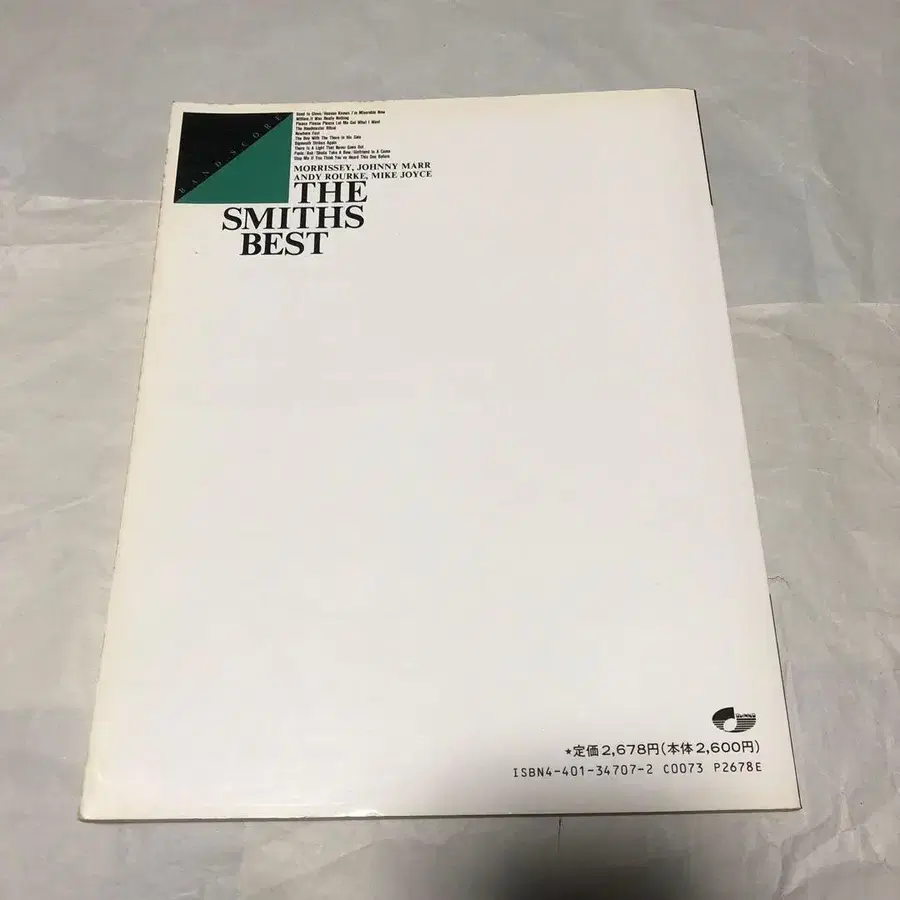 BAND SCORE
Hand In Glove/Heaven Knows I'm Miserable Now
William, It Was Really Nothing
Please Please Please Let Me Get What I Want
The Headmaster Ritual
Nowhere Fast
The Boy With The Thorn In His Side
Bigmouth Strikes Again
There Is A Light That Never Goes Out
Panic/Ask/Shoila Take A Bow/Girlfriend In A Coma
Stop Me If You Think You've Heard This One Before
MORRISSEY, JOHNNY MARR
ANDY ROURKE, MIKE JOYCE
THE
SMITHS
BEST
★定価2,678円(本体2,600円)
ISBN4-401-34707-2 C0073 P2678E